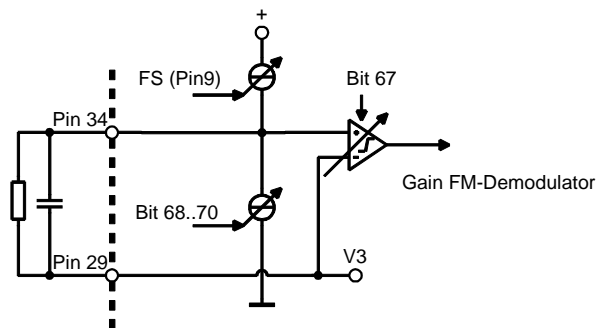 +
FS (Pin9)
Bit 67
Pin 34
Gain FM-Demodulator
Bit 68..70
Pin 29
V3